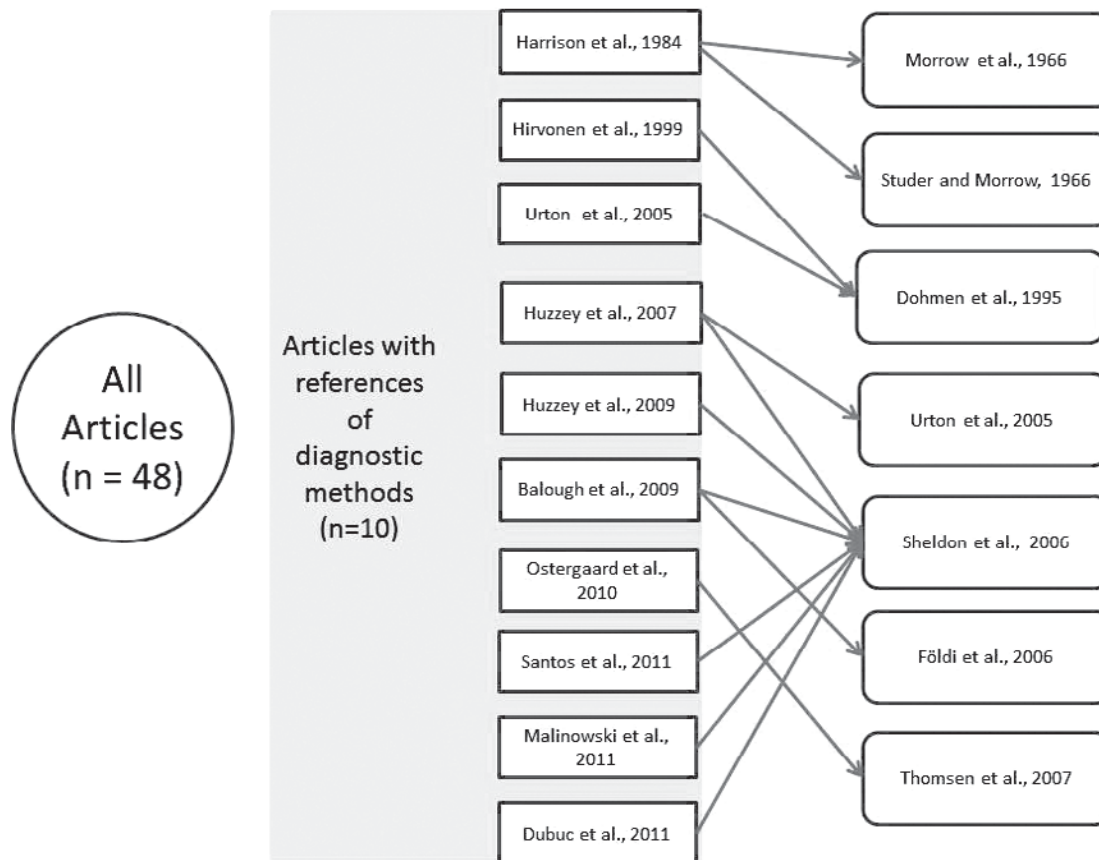 All
Articles
(n = 48)
Articles with
references
of
diagnostic
methods
(n=10)
Harrison et al., 1984
Hirvonen et al., 1999
Urton et al., 2005
Huzzey et al., 2007
Huzzey et al., 2009
Balough et al., 2009
Ostergaard et al.,
2010
Santos et al., 2011
Malinowski et al.,
2011
Dubuc et al., 2011
Morrow et al., 1966
Studer and Morrow, 1966
Dohmen et al., 1995
Urton et al., 2005
Sheldon et al., 2006
Földi et al., 2006
Thomsen et al., 2007